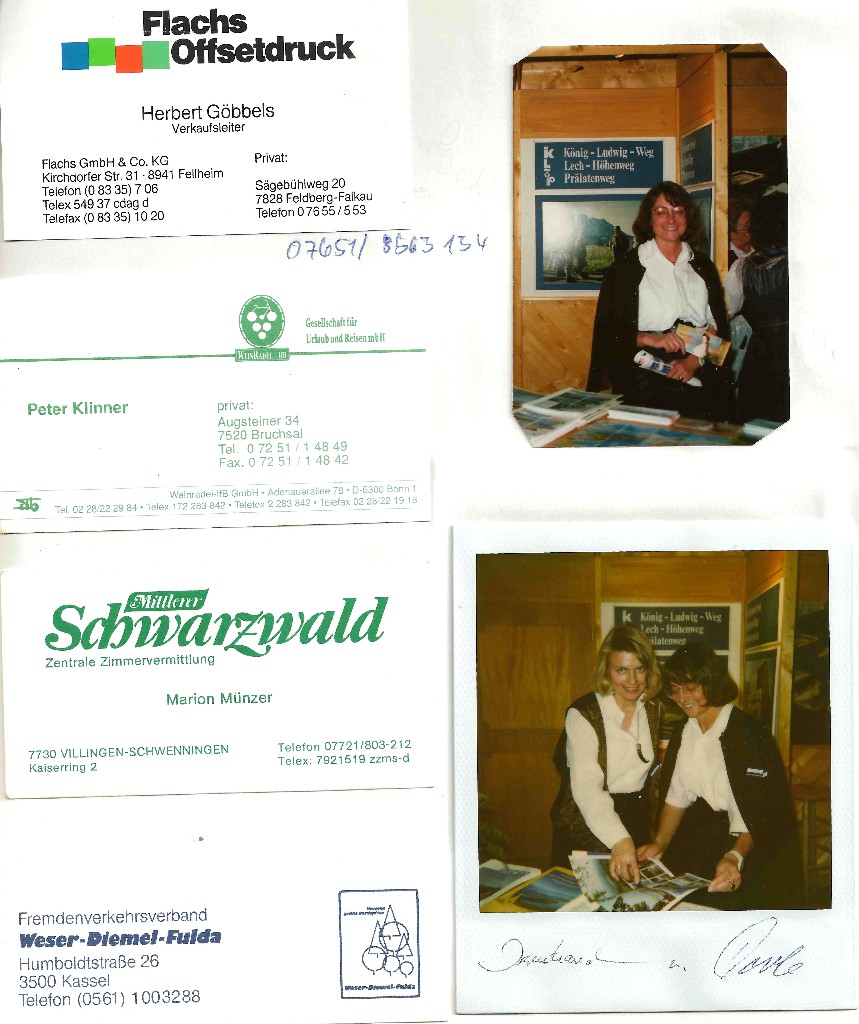 Flachs
Offsetdruck
Herbert Göbbels
Verkaufsleiter
Flachs GmbH & Co. KG
Kirchdorfer Str. 31 · 8941 Fellheim
Telefon (0 83 35) 7 06
Telex 549 37 cdag d
Telefax (0 83 35) 10 20
Privat:
Sägebühlweg 20
7828 Feldberg-Falkau
Telefon 0 76 55 / 5 53
07651/ 8563 134
WEINRADEL - IFB
Gesellschaft für
Urlaub und Reisen mbH
Peter Klinner
privat:
Augsteiner 34
7520 Bruchsal
Tel. 0 72 51 / 1 48 49
Fax. 0 72 51 / 1 48 42
Weinradel-IfB GmbH • Adenauerallee 78 • D-5300 Bonn 1
Tel. 02 28/22 29 84 • Telex 172 283 842 • Teletex 2 283 842 • Telefax 02 28/22 19 18
Mittlerer
Schwarzwald
Zentrale Zimmervermittlung
Marion Münzer
7730 VILLINGEN-SCHWENNINGEN
Kaiserring 2
Telefon 07721/803-212
Telex: 7921519 zzms-d
Fremdenverkehrsverband
Weser-Diemel-Fulda
Humboldtstraße 26
3500 Kassel
Telefon (0561) 1003288
Weser-Diemel-Fulda
König - Ludwig - Weg
Lech - Höhenweg
Prälatenweg
König - Ludwig - Weg
Lech - Höhenweg
Prälatenweg